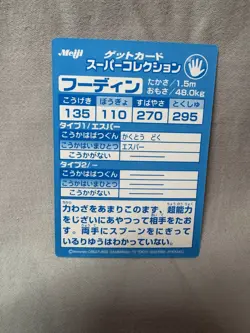 Meiji
ゲットカード
スーパーコレクション
フーディン
たかさ/1.5m
おもさ/48.0kg
こうげき ぼうぎょ すばやさ とくしゅ
135 110 270 295
タイプ1/エスパー
こうかはばつぐん かくとう どく
こうかはいまひとつ エスパー
こうかがない
タイプ2/ー
こうかはばつぐん
こうかはいまひとつ
こうかがない
力わざをあまりこのまず、超能力
をじざいにあやつって相手をたお
す。両手にスプーンをにぎって
いるりゆうはわかっていない。